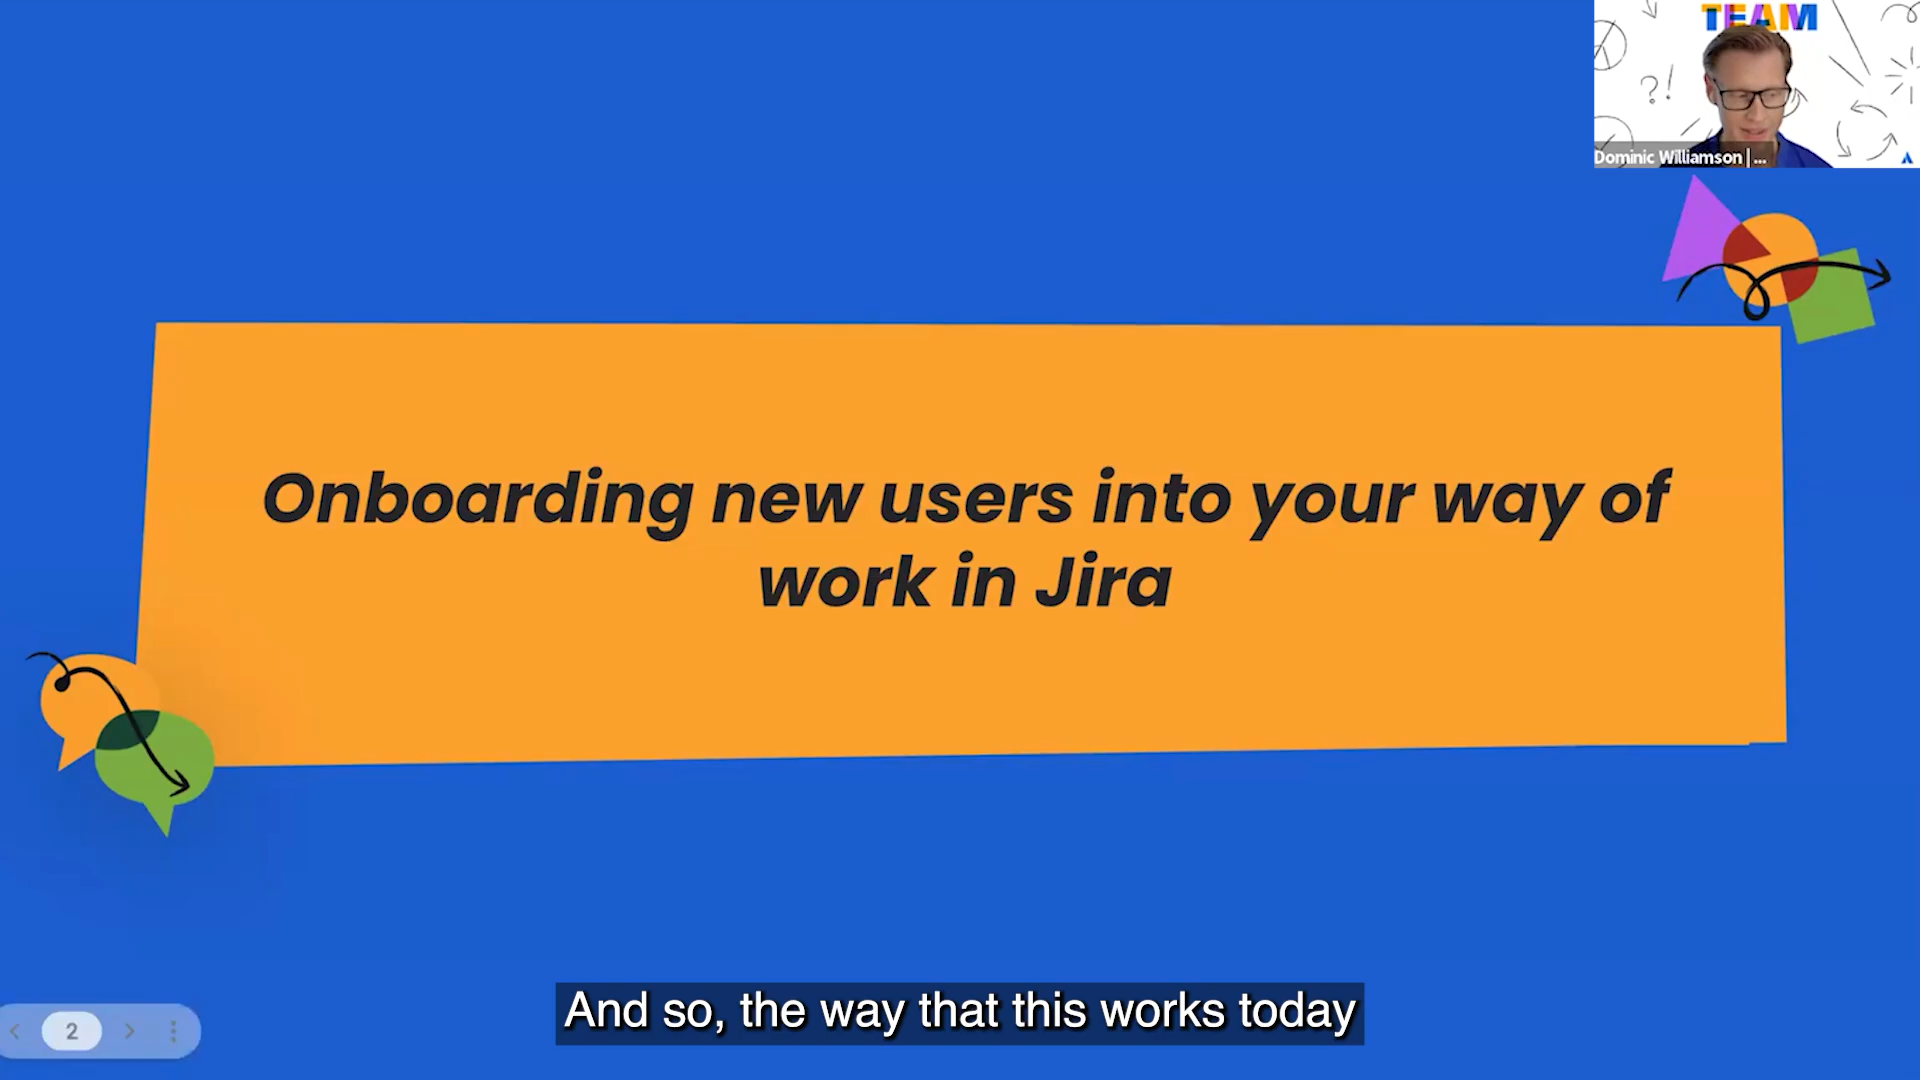 TEAM
?!
Dominic Williamson | ...
Onboarding new users into your way of
work in Jira
And so, the way that this works today
2